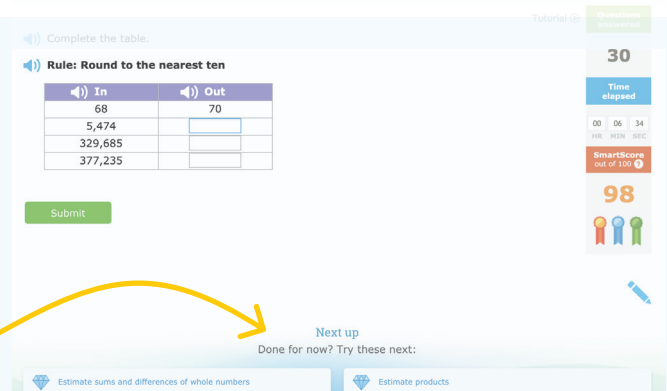 Tutorial
Questions answered
Complete the table.
30
Rule: Round to the nearest ten
Time
elapsed
In Out
68 70
5,474
329,685
377,235
00 06 34
HR MIN SEC
SmartScore
out of 100 ?
98
Submit
Next up
Done for now? Try these next:
Estimate sums and differences of whole numbers
Estimate products